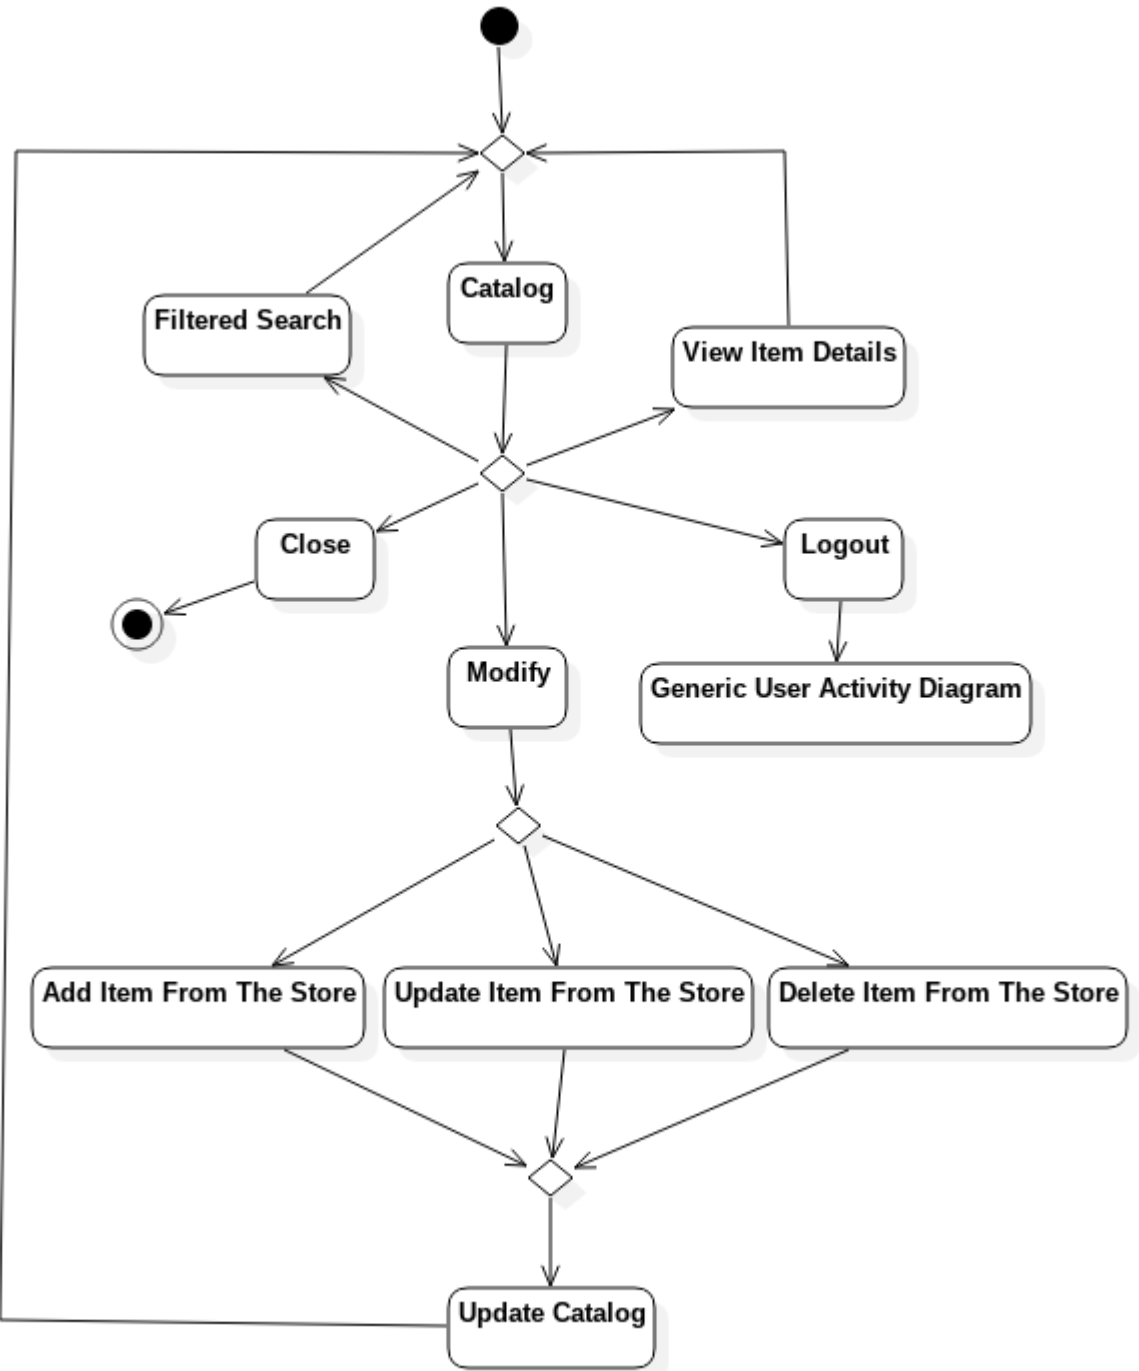 Catalog
Filtered Search
View Item Details
Close
Logout
Modify
Generic User Activity Diagram
Add Item From The Store
Update Item From The Store
Delete Item From The Store
Update Catalog